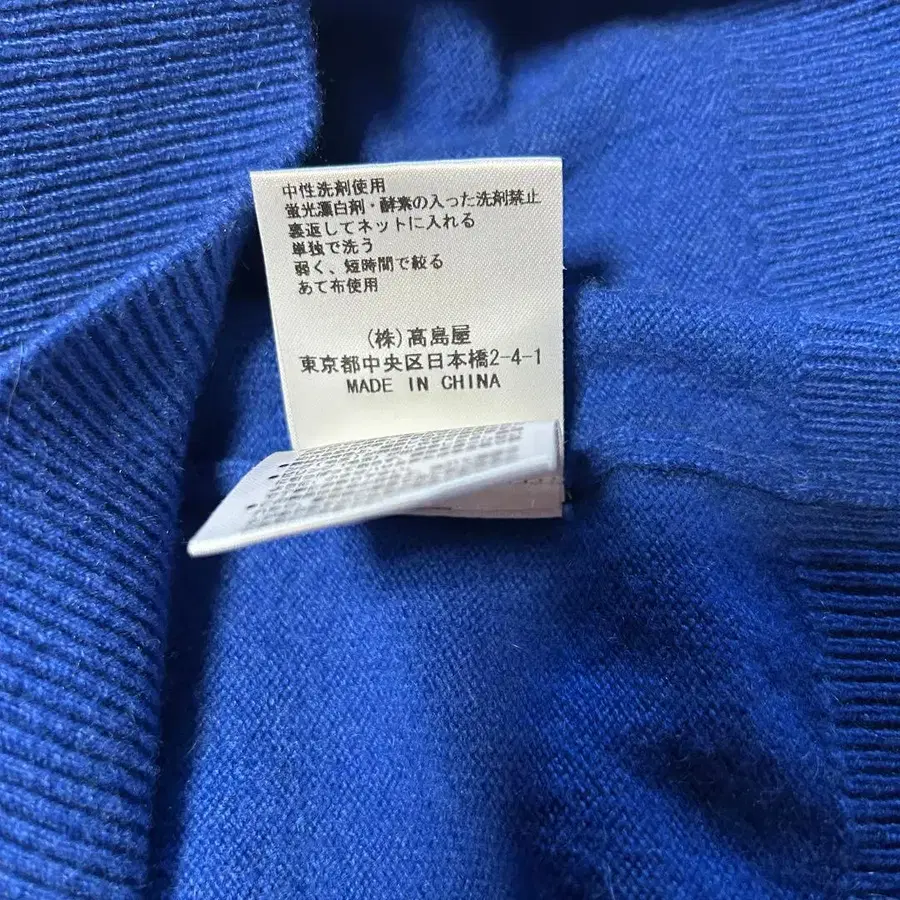 中性洗剤使用
蛍光漂白剤・酵素の入った洗剤禁止
裏返してネットに入れる
単独で洗う
弱く、短時間で絞る
あて布使用
(株)髙島屋
東京都中央区日本橋2-4-1
MADE IN CHINA